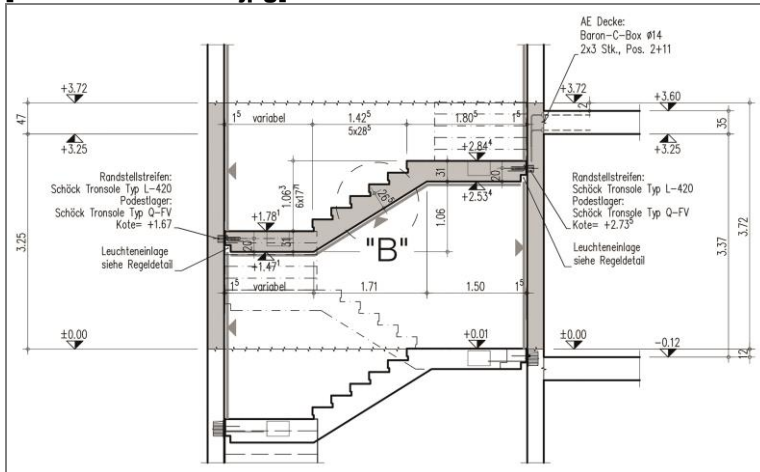 AE Decke:
Baron-C-Box ø14
2x3 Stk., Pos. 2+11
+3.72
+3.72
+3.60
47
1⁵ variabel 1.42⁵ 1.80⁵ 1⁵
5x28⁵
12
35
+3.25
+3.25
+2.84⁴
31
20
Randstellstreifen:
Schöck Tronsole Typ L-420
Podestlager:
Schöck Tronsole Typ Q-FV
Kote= +1.67
1.06³
6x17⁷¹
26⁵
+2.53⁴
Randstellstreifen:
Schöck Tronsole Typ L-420
Podestlager:
Schöck Tronsole Typ Q-FV
Kote= +2.73⁵
+1.78¹
1.06
20
31
"B"
Leuchteneinlage
siehe Regeldetail
+1.47¹
Leuchteneinlage
siehe Regeldetail
3.25
3.37
3.72
1⁵ variabel 1.71 1.50 1⁵
±0.00
+0.01
±0.00
-0.12
12